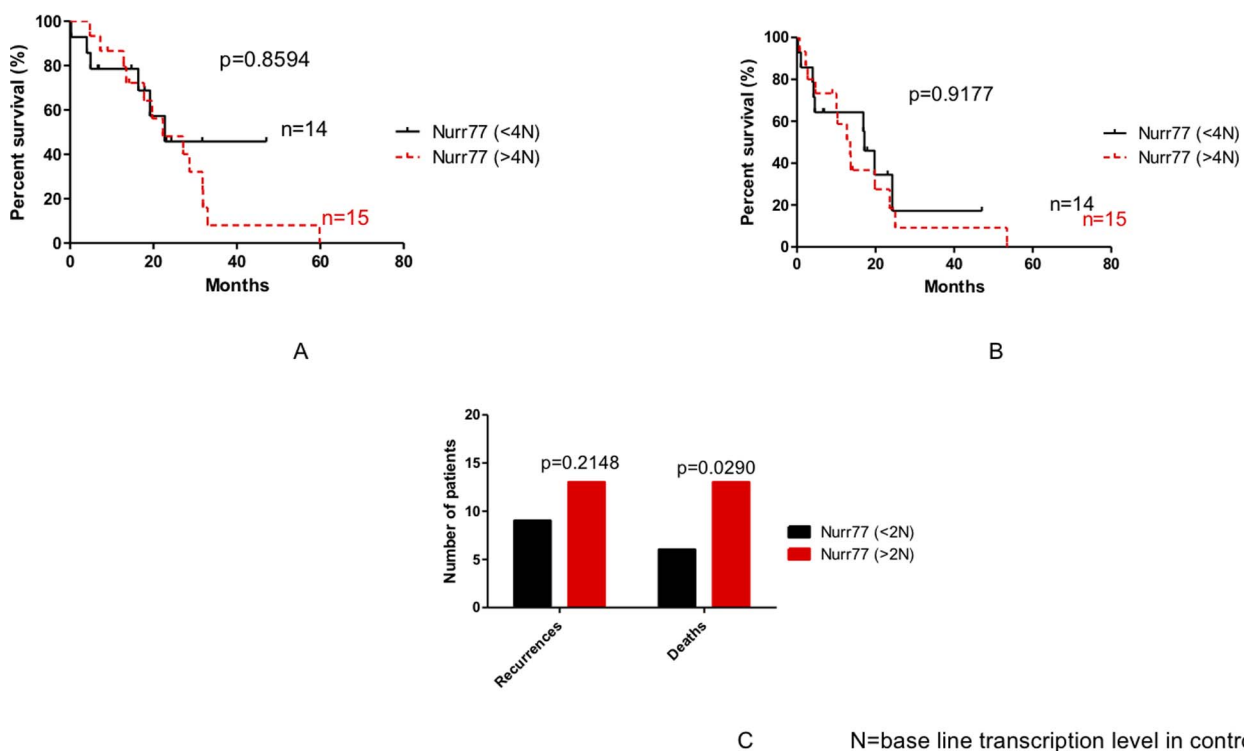 100
80
60
40
20
0
Percent survival (%)
p=0.8594
n=14
n=15
0 20 40 60 80
Months
Nurr77 (<4N)
Nurr77 (>4N)
A
100
80
60
40
20
0
Percent survival (%)
p=0.9177
n=14
n=15
0 20 40 60 80
Months
Nurr77 (<4N)
Nurr77 (>4N)
B
20
15
10
5
0
Number of patients
p=0.2148
p=0.0290
Recurrences
Deaths
Nurr77 (<2N)
Nurr77 (>2N)
C
N=base line transcription level in contro